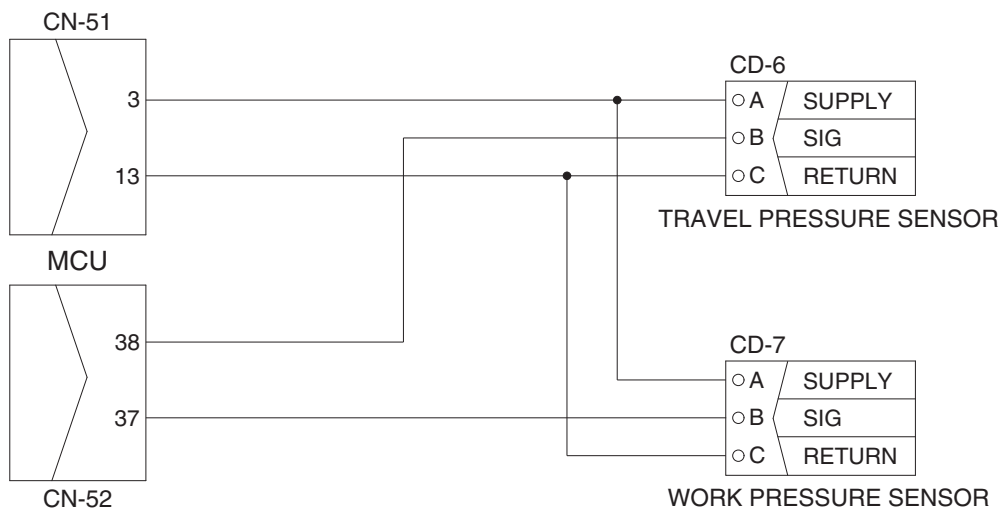 CN-51
3
13
MCU
38
37
CN-52
CD-6
A SUPPLY
B SIG
C RETURN
TRAVEL PRESSURE SENSOR
CD-7
A SUPPLY
B SIG
C RETURN
WORK PRESSURE SENSOR